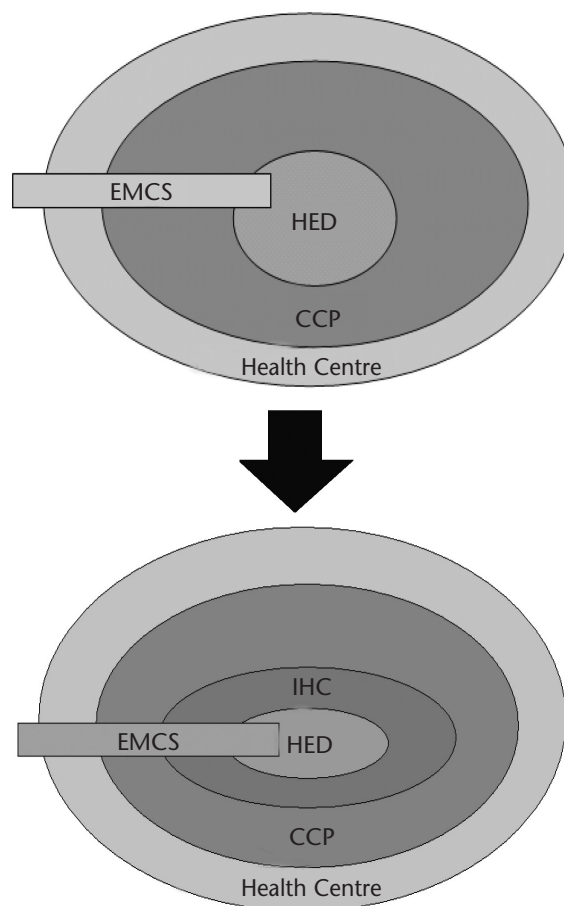 EMCS
HED
CCP
Health Centre
IHC
EMCS
HED
CCP
Health Centre